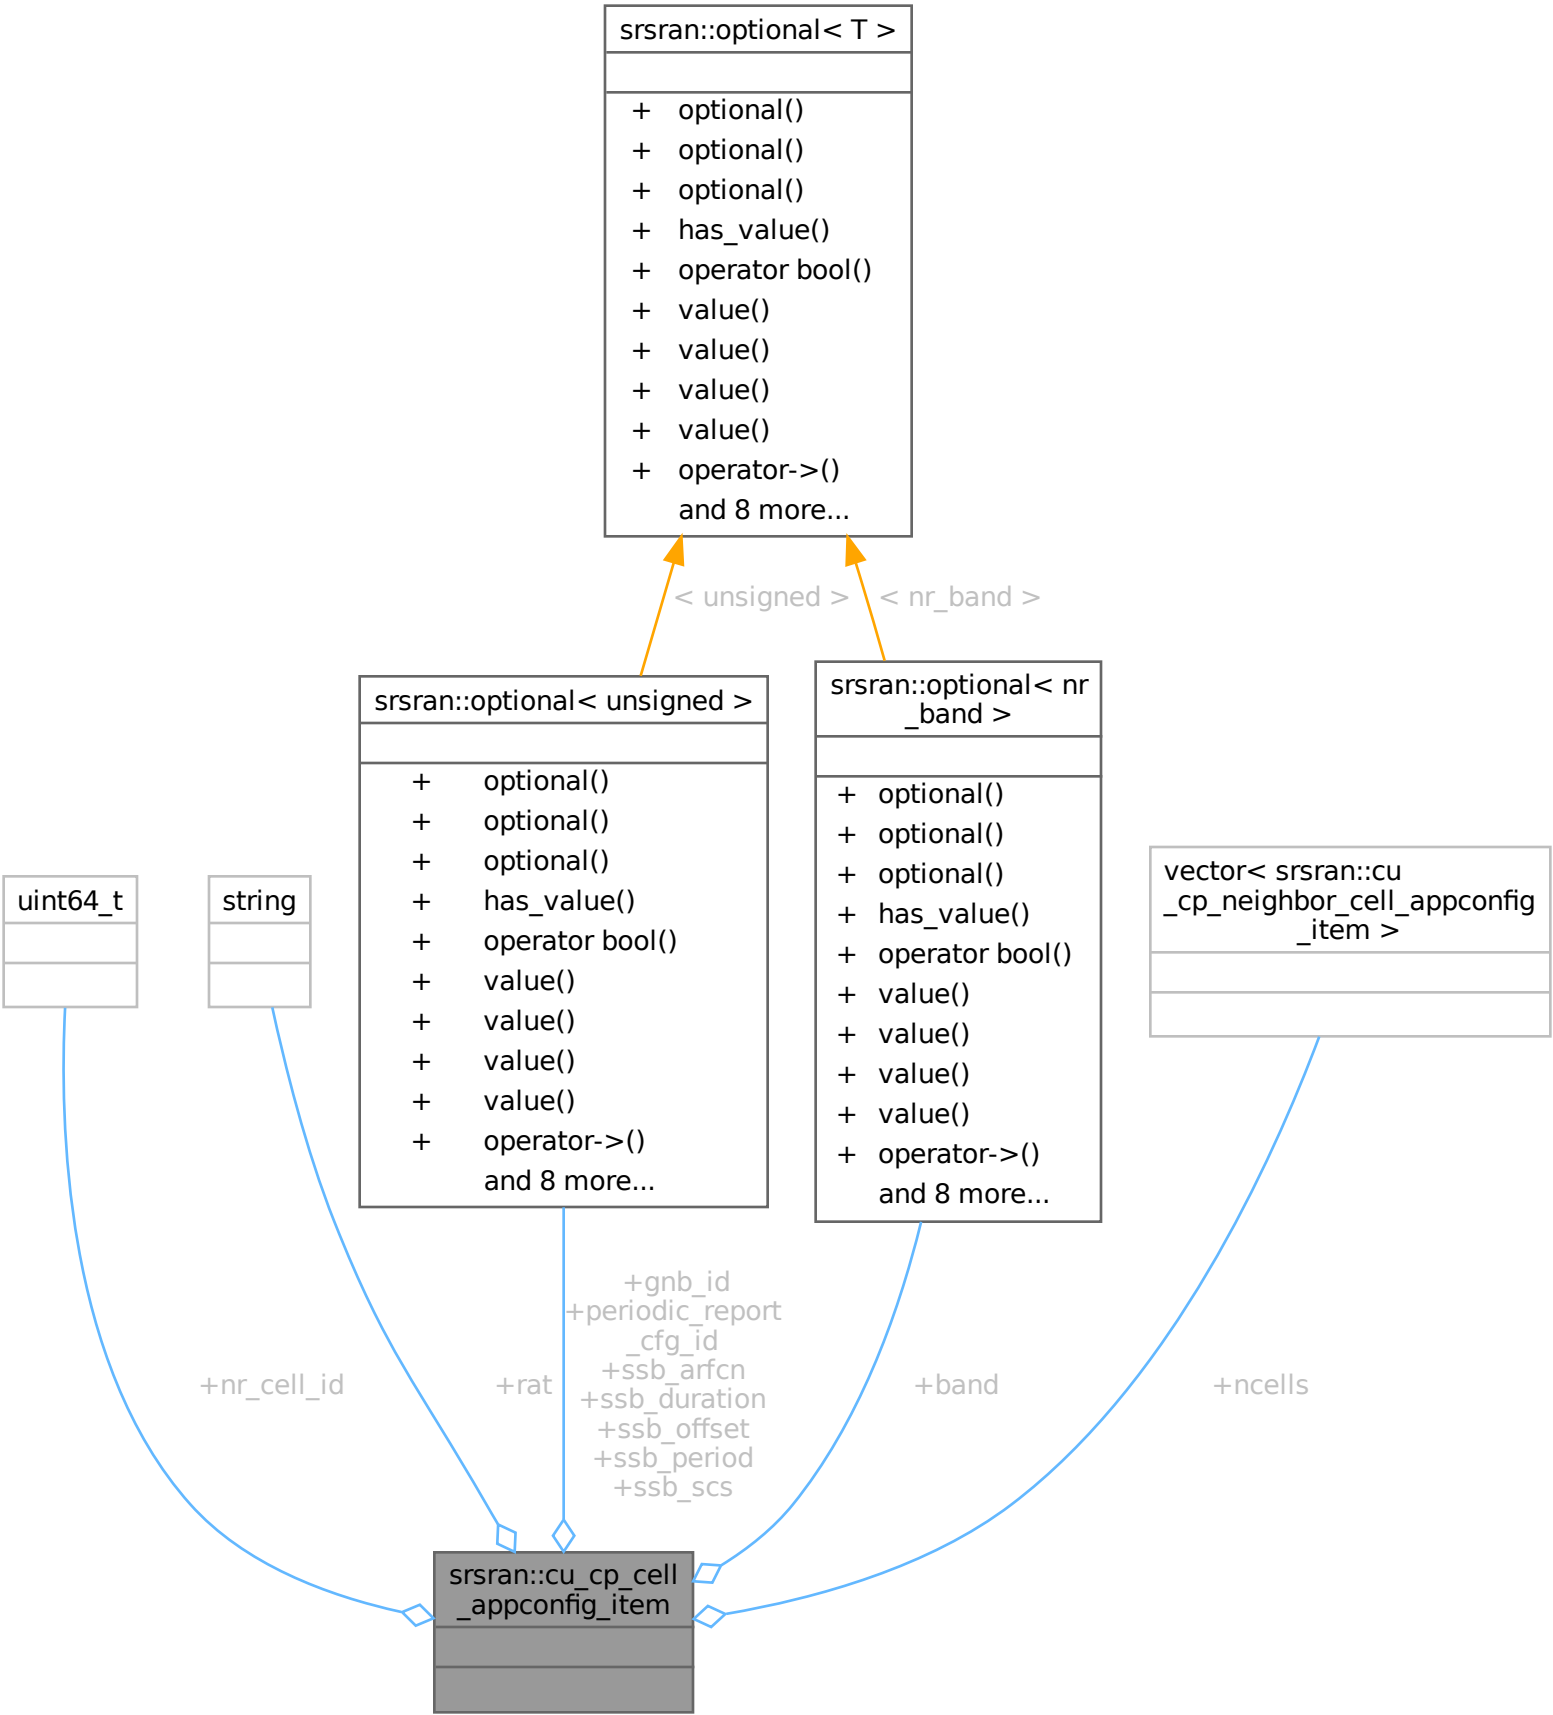 srsran::optional< T >
+ optional()
+ optional()
+ optional()
+ has_value()
+ operator bool()
+ value()
+ value()
+ value()
+ value()
+ operator->()
and 8 more...
< unsigned >
< nr_band >
srsran::optional< unsigned >
+ optional()
+ optional()
+ optional()
+ has_value()
+ operator bool()
+ value()
+ value()
+ value()
+ value()
+ operator->()
and 8 more...
srsran::optional< nr
_band >
+ optional()
+ optional()
+ optional()
+ has_value()
+ operator bool()
+ value()
+ value()
+ value()
+ value()
+ operator->()
and 8 more...
uint64_t
string
vector< srsran::cu
_cp_neighbor_cell_appconfig
_item >
+nr_cell_id
+rat
+gnb_id
+periodic_report
_cfg_id
+ssb_arfcn
+ssb_duration
+ssb_offset
+ssb_period
+ssb_scs
+band
+ncells
srsran::cu_cp_cell
_appconfig_item